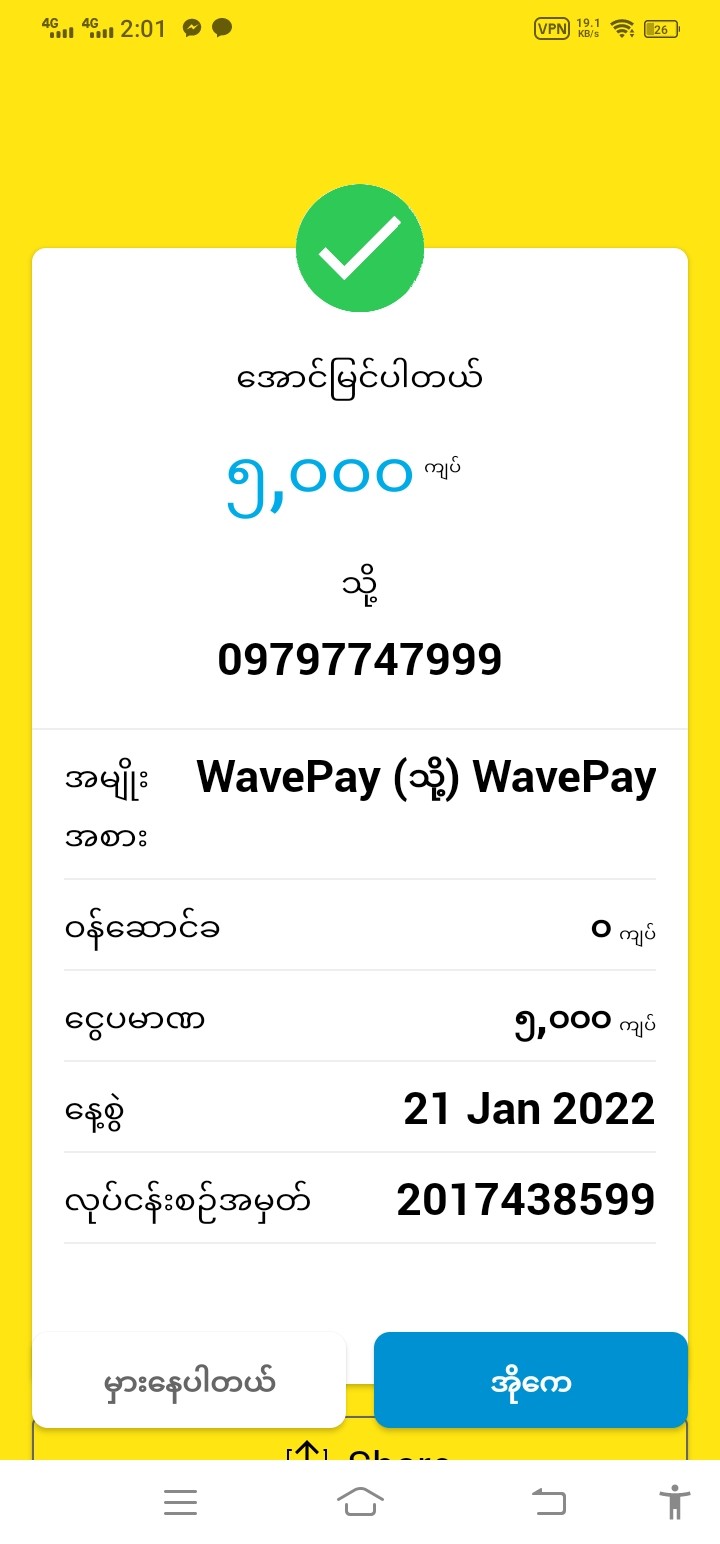 4G 4G 2:01 VPN 19.1 KB/s 26
အောင်မြင်ပါတယ်
၅,၀၀၀ ကျပ်
သို့
09797747999
အမျိုး WavePay (သို့) WavePay
အစား
ဝန်ဆောင်ခ ၀ ကျပ်
ငွေပမာဏ ၅,၀၀၀ ကျပ်
နေ့စွဲ 21 Jan 2022
လုပ်ငန်းစဉ်အမှတ် 2017438599
မှားနေပါတယ် အိုကေ
Share